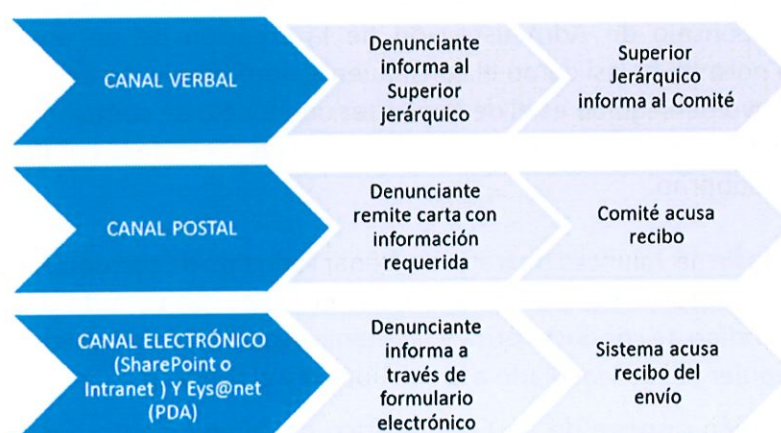 CANAL VERBAL
Denunciante
informa al
Superior
jerárquico
Superior
Jerárquico
informa al Comité
CANAL POSTAL
Denunciante
remite carta con
información
requerida
Comité acusa
recibo
CANAL ELECTRÓNICO
(SharePoint o
Intranet ) Y Eys@net
(PDA)
Denunciante
informa a
través de
formulario
electrónico
Sistema acusa
recibo del
envío